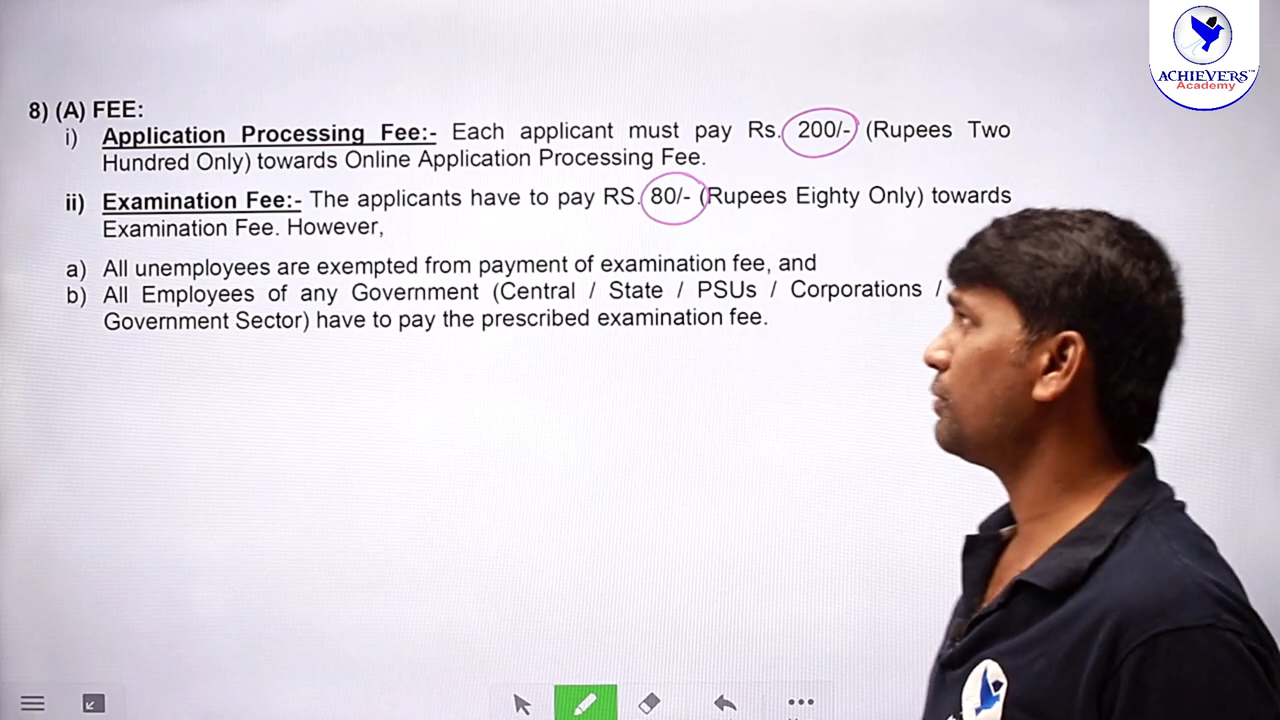 ACHIEVERS™
Academy
8) (A) FEE:
i) Application Processing Fee:- Each applicant must pay Rs. 200/- (Rupees Two
Hundred Only) towards Online Application Processing Fee.
ii) Examination Fee:- The applicants have to pay RS. 80/- (Rupees Eighty Only) towards
Examination Fee. However,
a) All unemployees are exempted from payment of examination fee, and
b) All Employees of any Government (Central / State / PSUs / Corporations /
Government Sector) have to pay the prescribed examination fee.